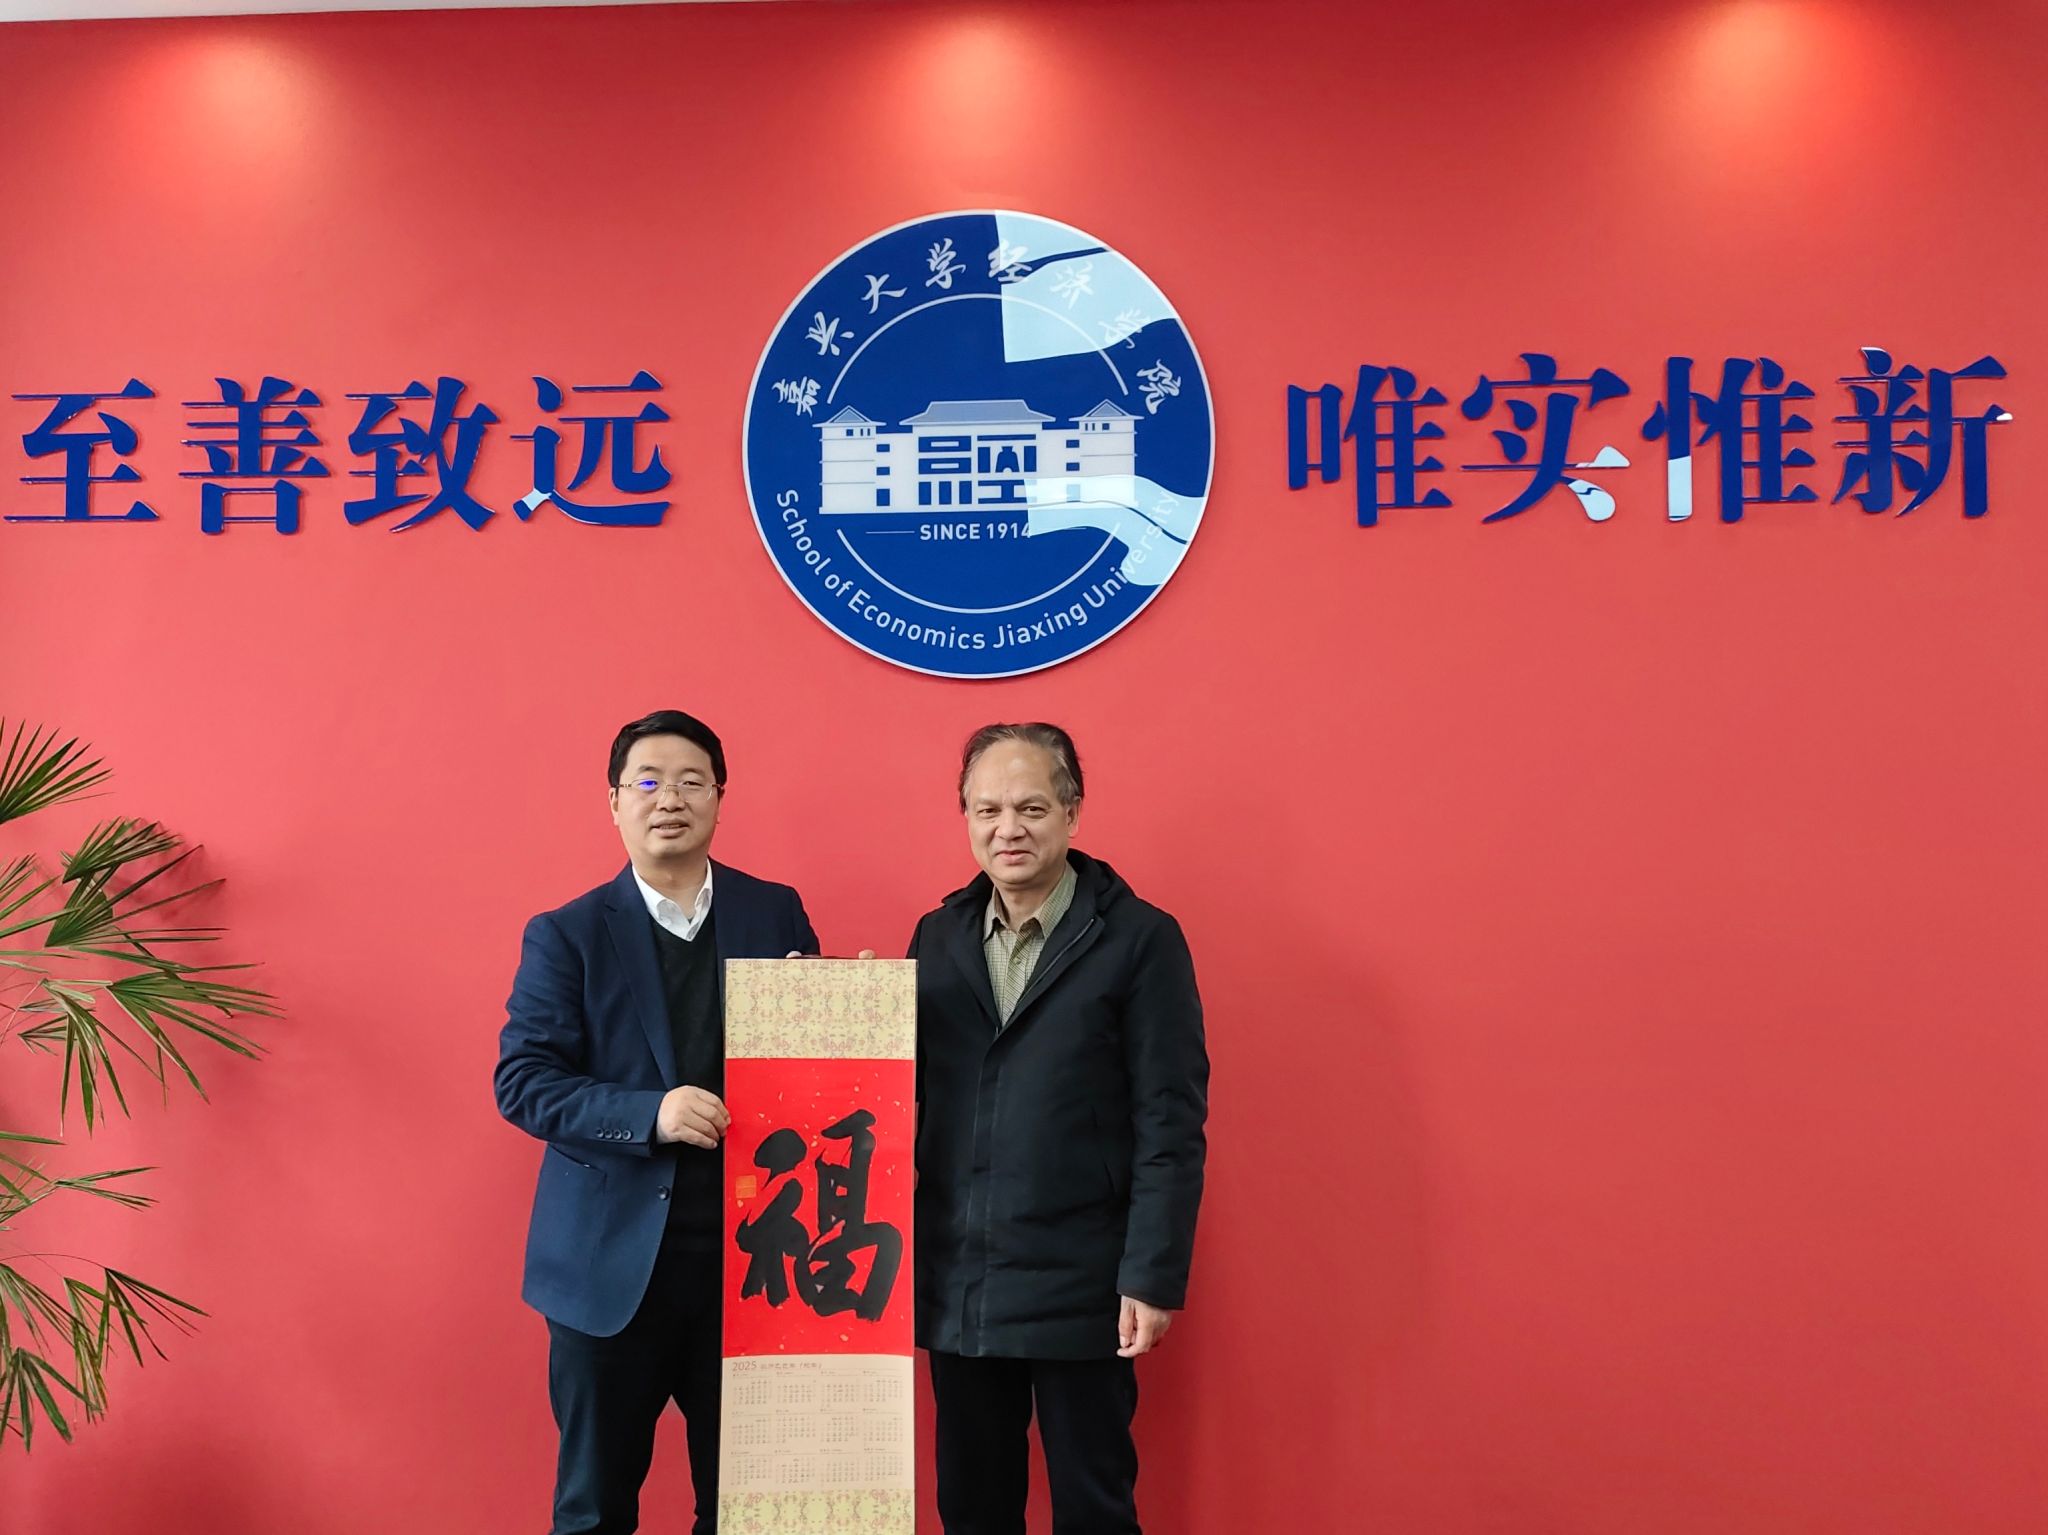 至善致远
嘉兴大学经济学院
SINCE 1914
School of Economics Jiaxing University
唯实惟新
福
2025